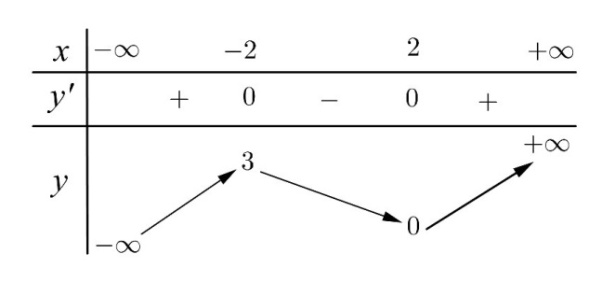 x −∞ −2 2 +∞
y′ + 0 − 0 +
+∞
3
y
0
−∞